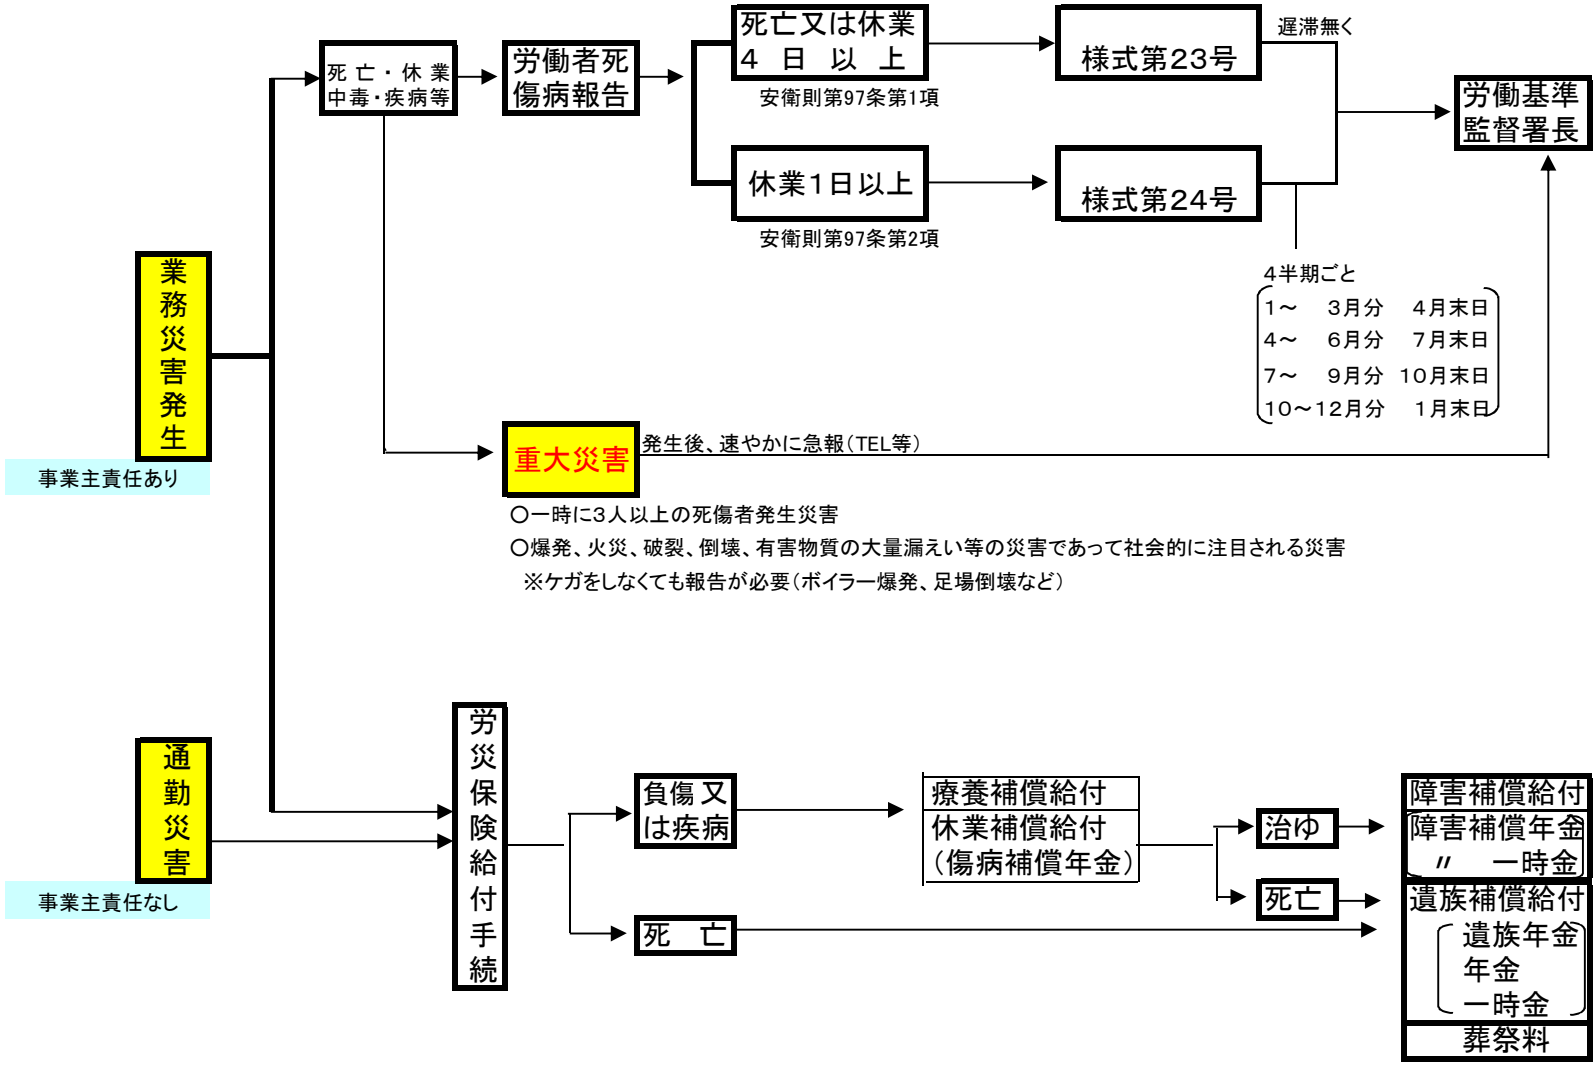 死亡・休業
中毒・疾病等
労働者死
傷病報告
死亡又は休業
4日以上
安衛則第97条第1項
様式第23号
遅滞無く
労働基準
監督署長
休業1日以上
安衛則第97条第2項
様式第24号
4半期ごと
1～ 3月分 4月末日
4～ 6月分 7月末日
7～ 9月分 10月末日
10～12月分 1月末日
業務災害発生
事業主責任あり
重大災害
発生後、速やかに急報（TEL等）
○一時に3人以上の死傷者発生災害
○爆発、火災、破裂、倒壊、有害物質の大量漏えい等の災害であって社会的に注目される災害
※ケガをしなくても報告が必要（ボイラー爆発、足場倒壊など）
通勤災害
事業主責任なし
労災保険給付手続
負傷又
は疾病
死 亡
療養補償給付
休業補償給付
（傷病補償年金）
治ゆ
死亡
障害補償給付
障害補償年金
〃 一時金
遺族補償給付
遺族年金
年金
一時金
葬祭料